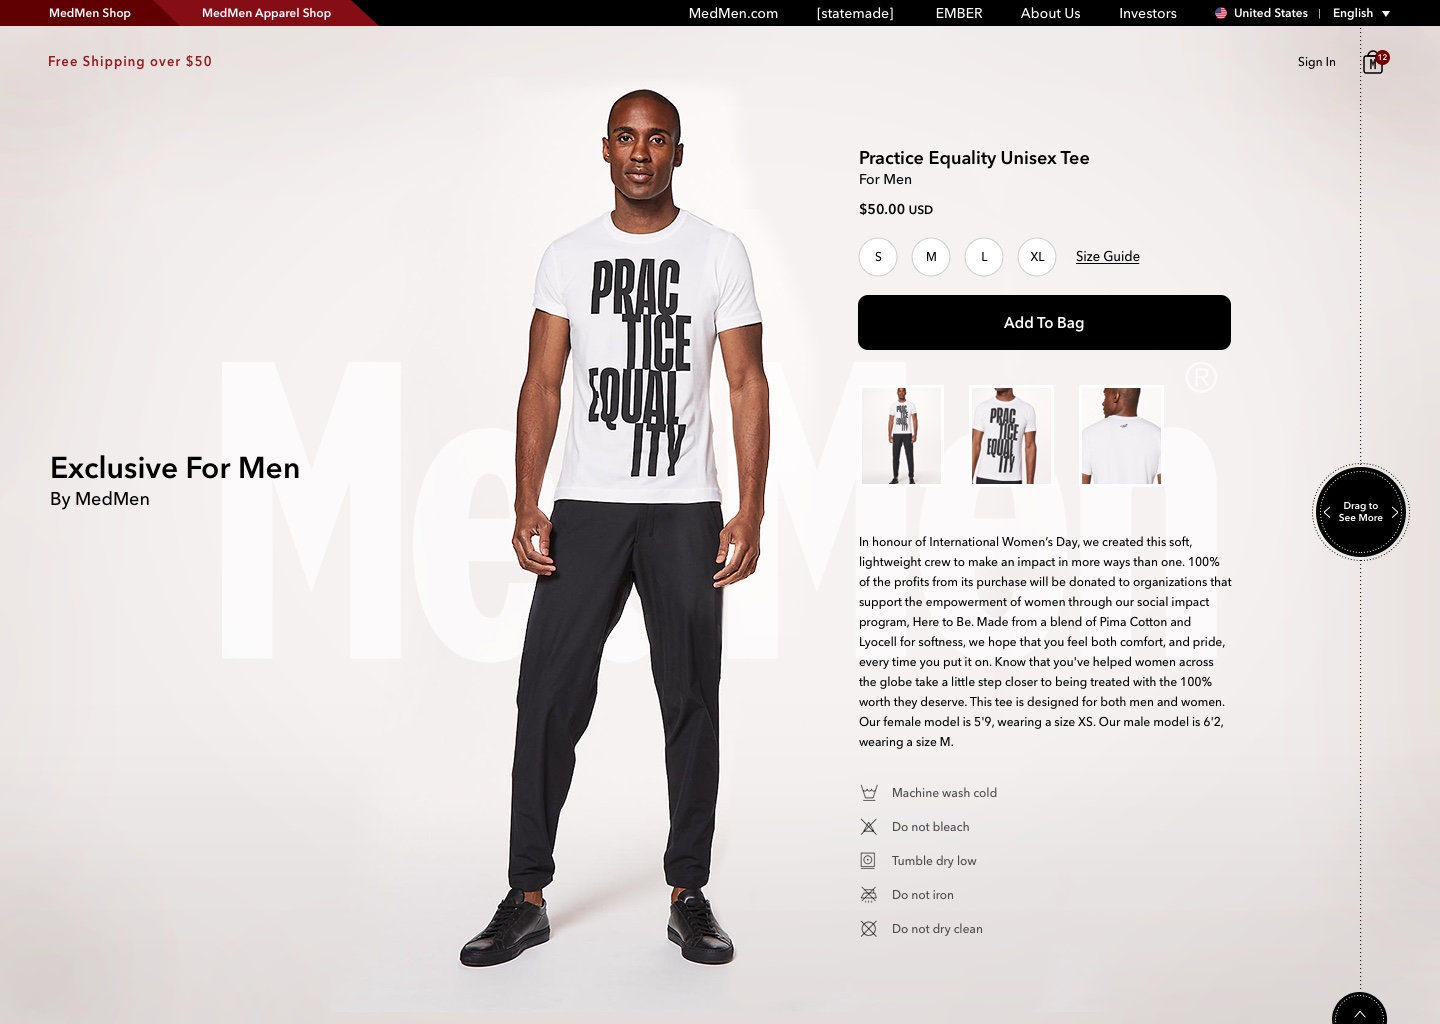 MedMen Shop
MedMen Apparel Shop
MedMen.com
[statemade]
EMBER
About Us
Investors
United States
English
Free Shipping over $50
Sign In
M
12
MedMen®
Exclusive For Men
By MedMen
PRAC
TICE
EQUAL
ITY
Practice Equality Unisex Tee
For Men
$50.00 USD
S
M
L
XL
Size Guide
Add To Bag
PRAC
TICE
EQUAL
ITY
PRAC
TICE
EQUAL
ITY
In honour of International Women’s Day, we created this soft,
lightweight crew to make an impact in more ways than one. 100%
of the profits from its purchase will be donated to organizations that
support the empowerment of women through our social impact
program, Here to Be. Made from a blend of Pima Cotton and
Lyocell for softness, we hope that you feel both comfort, and pride,
every time you put it on. Know that you've helped women across
the globe take a little step closer to being treated with the 100%
worth they deserve. This tee is designed for both men and women.
Our female model is 5'9, wearing a size XS. Our male model is 6'2,
wearing a size M.
Machine wash cold
Do not bleach
Tumble dry low
Do not iron
Do not dry clean
Drag to
See More